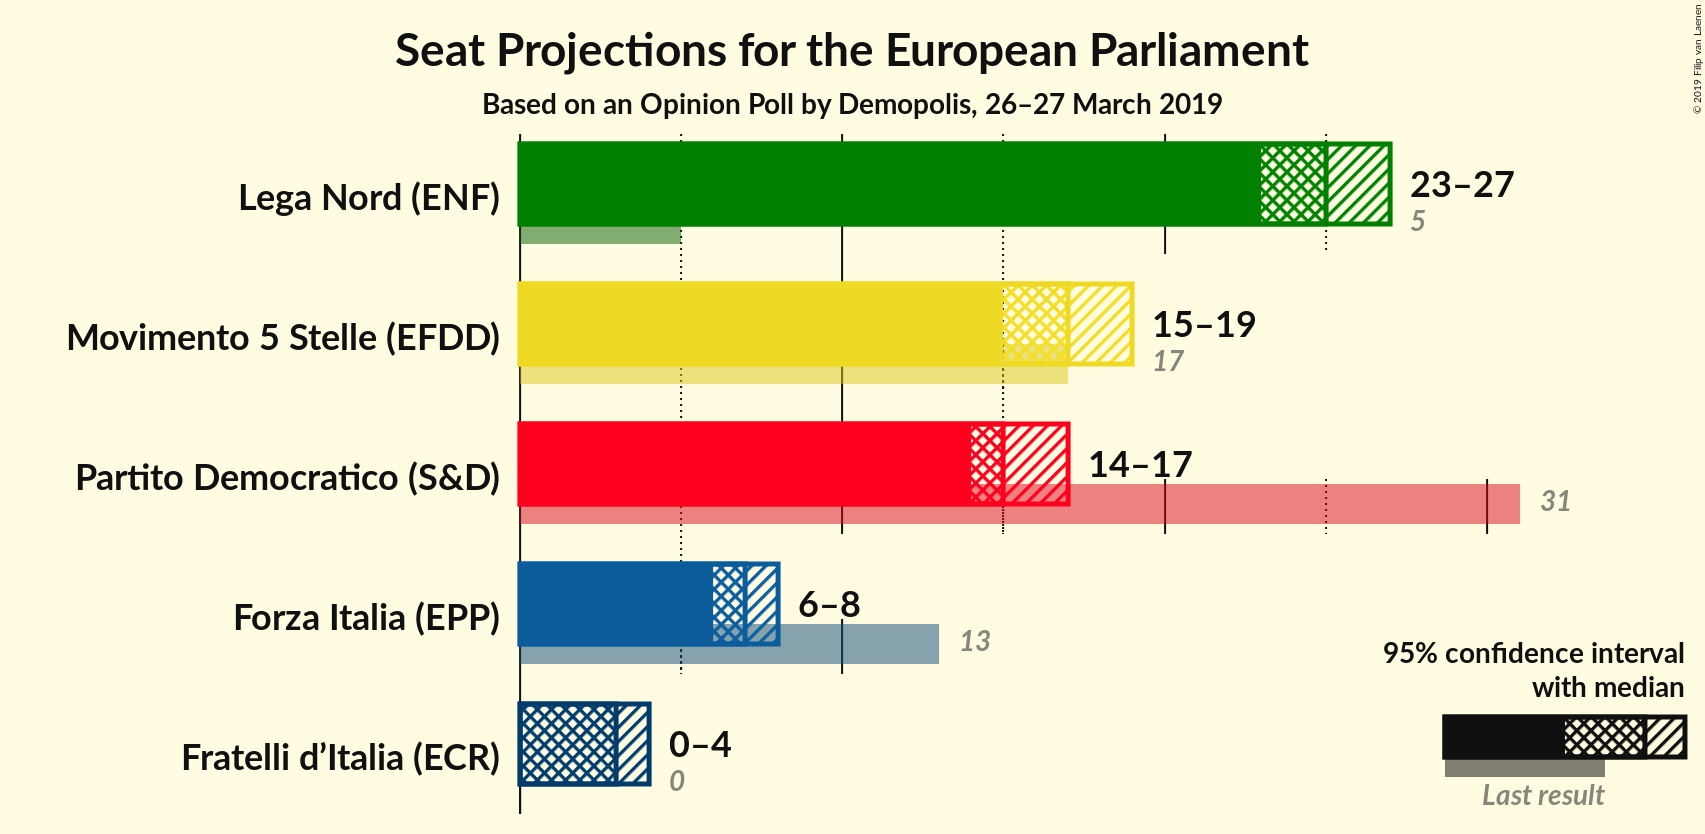 Seat Projections for the European Parliament
Based on an Opinion Poll by Demopolis, 26–27 March 2019
© 2019 Filip van Laenen
Lega Nord (ENF)
23–27
5
Movimento 5 Stelle (EFDD)
15–19
17
Partito Democratico (S&D)
14–17
31
Forza Italia (EPP)
6–8
13
Fratelli d’Italia (ECR)
0–4
0
95% confidence interval
with median
Last result